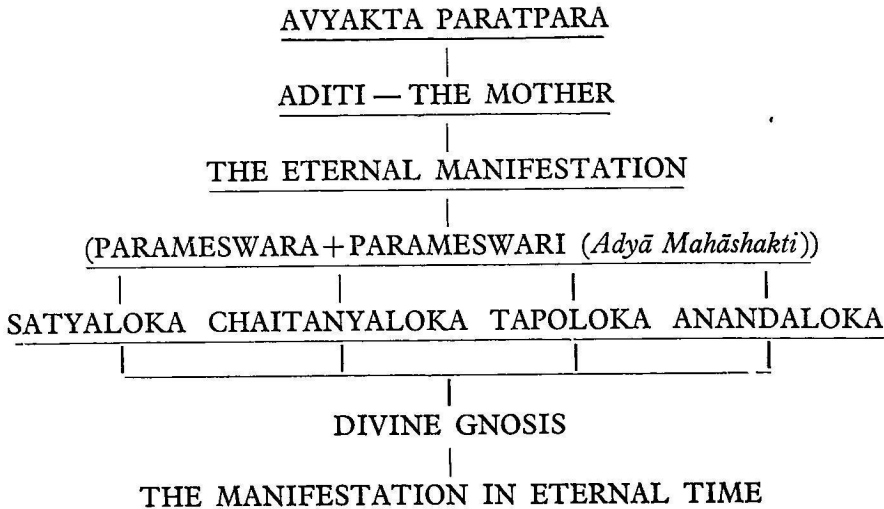 AVYAKTA PARATPARA
ADITI — THE MOTHER
THE ETERNAL MANIFESTATION
(PARAMESWARA+PARAMESWARI (Adyā Mahāshakti))
SATYALOKA CHAITANYALOKA TAPOLOKA ANANDALOKA
DIVINE GNOSIS
THE MANIFESTATION IN ETERNAL TIME